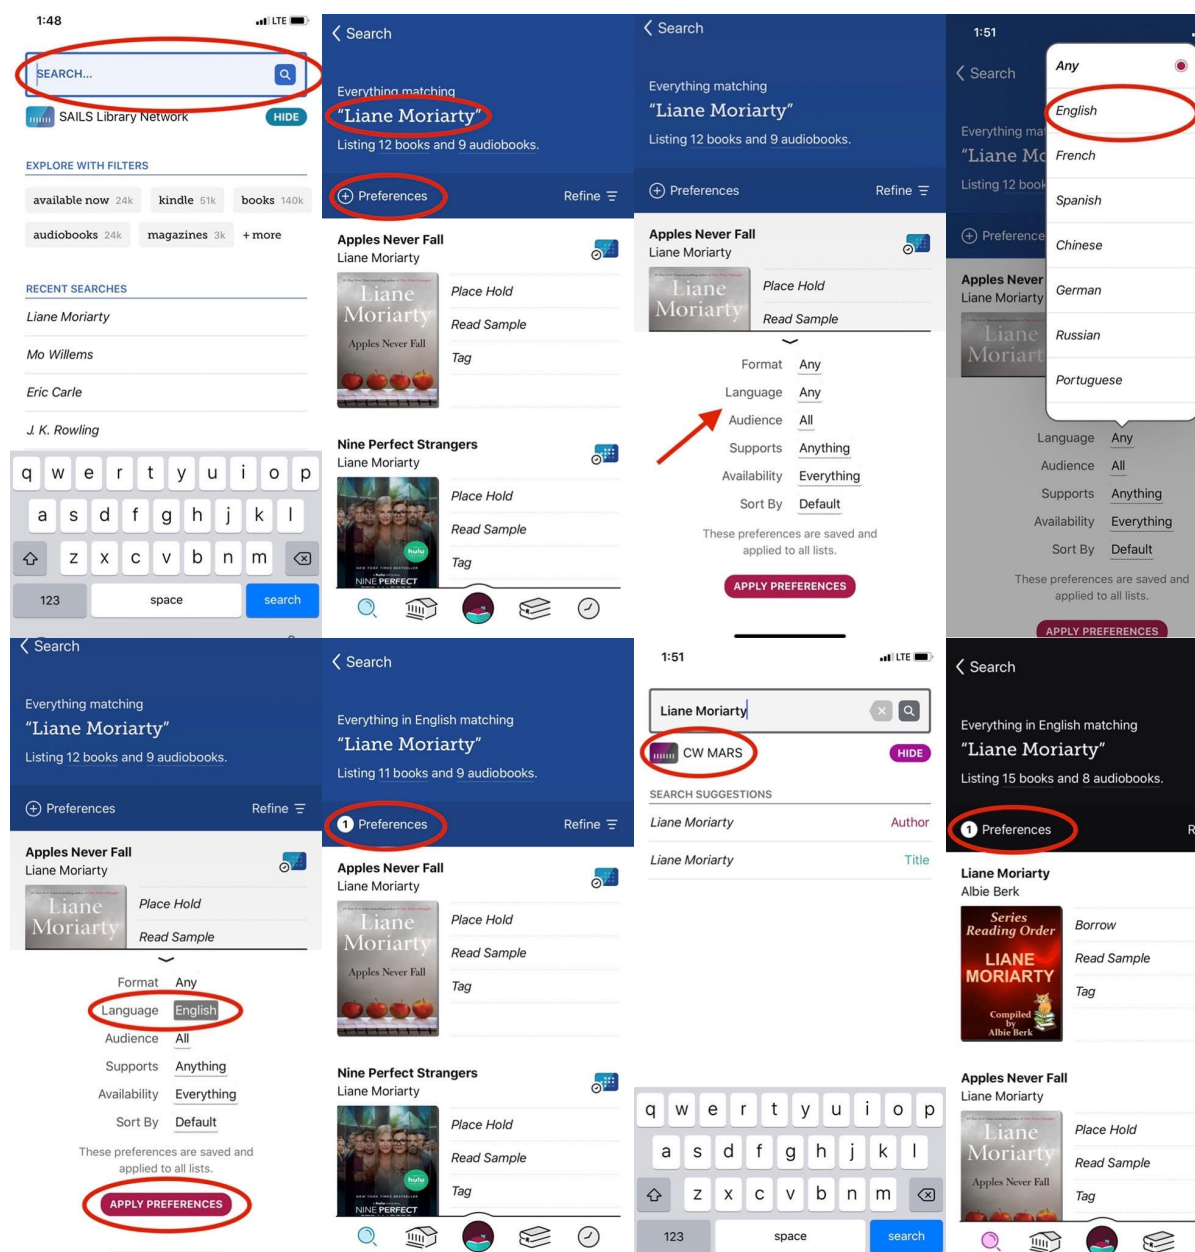 1:48
LTE
SEARCH...
SAILS Library Network
HIDE
EXPLORE WITH FILTERS
available now 24k
kindle 51k
books 140k
audiobooks 24k
magazines 3k
+ more
RECENT SEARCHES
Liane Moriarty
Mo Willems
Eric Carle
J. K. Rowling
q w e r t y u i o p
a s d f g h j k l
z x c v b n m
123
space
search
Search
Everything matching
“Liane Moriarty”
Listing 12 books and 9 audiobooks.
Preferences
Refine
Apples Never Fall
Liane Moriarty
Liane
Moriarty
Apples Never Fall
Place Hold
Read Sample
Tag
Nine Perfect Strangers
Liane Moriarty
hulu
NINE PERFECT
Place Hold
Read Sample
Tag
Search
Everything matching
“Liane Moriarty”
Listing 12 books and 9 audiobooks.
Preferences
Refine
Apples Never Fall
Liane Moriarty
Liane
Moriarty
Place Hold
Read Sample
Format Any
Language Any
Audience All
Supports Anything
Availability Everything
Sort By Default
These preferences are saved and
applied to all lists.
APPLY PREFERENCES
1:51
Search
Everything mat
“Liane Mo
Listing 12 book
Preference
Apples Never
Liane Moriarty
Liane
Moriart
Any
English
French
Spanish
Chinese
German
Russian
Portuguese
Language Any
Audience All
Supports Anything
Availability Everything
Sort By Default
These preferences are saved and
applied to all lists.
APPLY PREFERENCES
Search
Everything matching
“Liane Moriarty”
Listing 12 books and 9 audiobooks.
Preferences
Refine
Apples Never Fall
Liane Moriarty
Liane
Moriarty
Place Hold
Read Sample
Format Any
Language English
Audience All
Supports Anything
Availability Everything
Sort By Default
These preferences are saved and
applied to all lists.
APPLY PREFERENCES
Search
Everything in English matching
“Liane Moriarty”
Listing 11 books and 9 audiobooks.
1 Preferences
Refine
Apples Never Fall
Liane Moriarty
Liane
Moriarty
Apples Never Fall
Place Hold
Read Sample
Tag
Nine Perfect Strangers
Liane Moriarty
hulu
NINE PERFECT
Place Hold
Read Sample
Tag
1:51
LTE
Liane Moriarty
CW MARS
HIDE
SEARCH SUGGESTIONS
Liane Moriarty Author
Liane Moriarty Title
q w e r t y u i o p
a s d f g h j k l
z x c v b n m
123
space
search
Search
Everything in English matching
“Liane Moriarty”
Listing 15 books and 8 audiobooks.
1 Preferences
R
Liane Moriarty
Albie Berk
Series
Reading Order
LIANE
MORIARTY
Compiled
by
Albie Berk
Borrow
Read Sample
Tag
Apples Never Fall
Liane Moriarty
Liane
Moriarty
Apples Never Fall
Place Hold
Read Sample
Tag